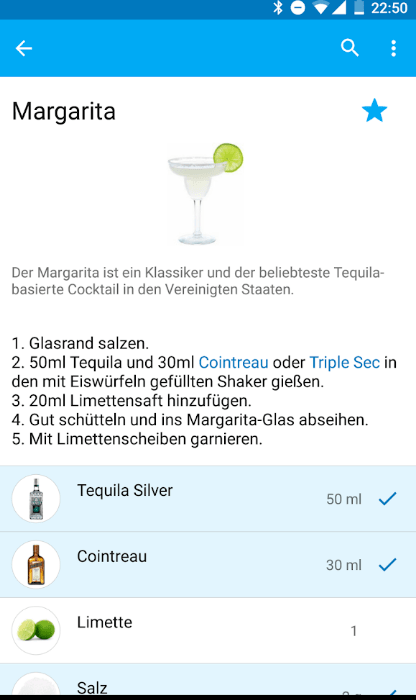 22:50
Margarita
Der Margarita ist ein Klassiker und der beliebteste Tequila-
basierte Cocktail in den Vereinigten Staaten.
1. Glasrand salzen.
2. 50ml Tequila und 30ml Cointreau oder Triple Sec in
den mit Eiswürfeln gefüllten Shaker gießen.
3. 20ml Limettensaft hinzufügen.
4. Gut schütteln und ins Margarita-Glas abseihen.
5. Mit Limettenscheiben garnieren.
Tequila Silver
50 ml
Cointreau
30 ml
Limette
1
Salz